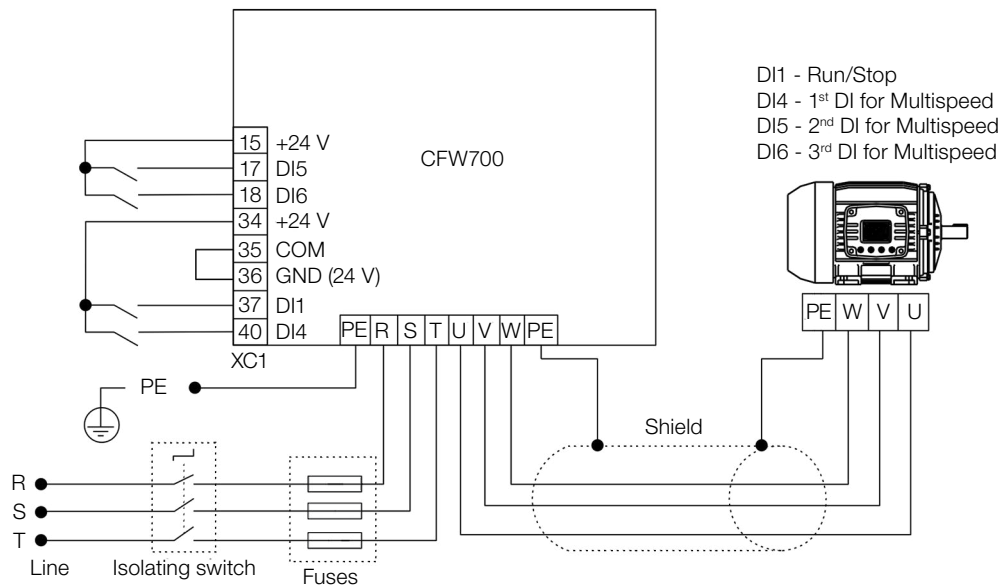 CFW700
DI1 - Run/Stop
DI4 - 1st DI for Multispeed
DI5 - 2nd DI for Multispeed
DI6 - 3rd DI for Multispeed
15 +24 V
17 DI5
18 DI6
34 +24 V
35 COM
36 GND (24 V)
37 DI1
40 DI4
XC1
PE R S T U V W PE
PE W V U
PE
Shield
R
S
T
Line
Isolating switch
Fuses